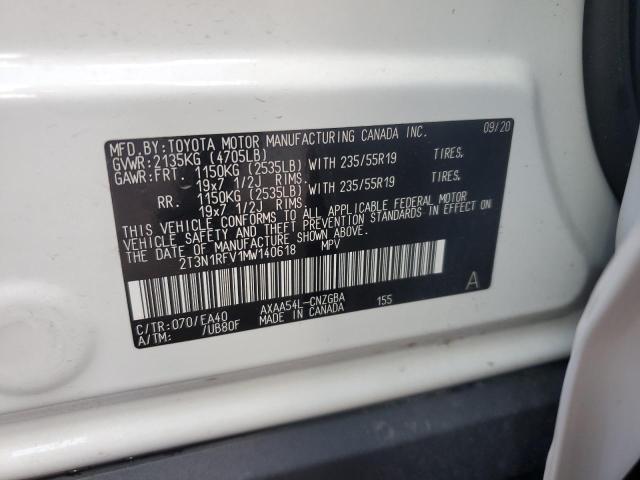 MFD.BY:TOYOTA MOTOR MANUFACTURING CANADA INC. 09/20
GVWR:2135KG (4705LB)
GAWR:FRT. 1150KG (2535LB) WITH 235/55R19 TIRES.
19x7 1/2J RIMS.
RR. 1150KG (2535LB) WITH 235/55R19 TIRES.
19x7 1/2J RIMS.
THIS VEHICLE CONFORMS TO ALL APPLICABLE FEDERAL MOTOR
VEHICLE SAFETY AND THEFT PREVENTION STANDARDS IN
EFFECT ON THE DATE OF MANUFACTURE SHOWN ABOVE.
2T3N1RFV1MW140618 MPV
A
C/TR:070/EA40 AXAA54L-CNZGBA 155
A/TM: /UB80F MADE IN CANADA